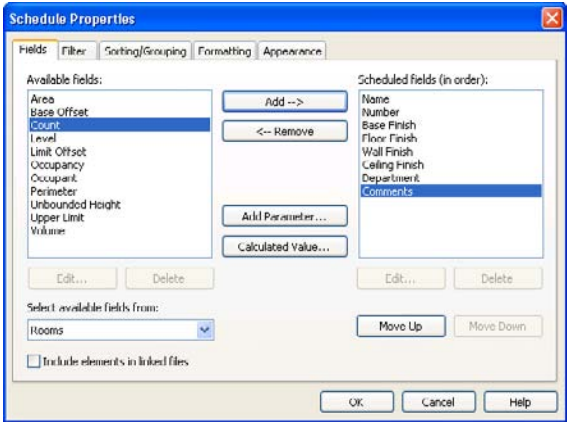 Schedule Properties
Fields Filter Sorting/Grouping Formatting Appearance
Available fields:
Area
Base Offset
Count
Level
Limit Offset
Occupancy
Occupant
Perimeter
Unbounded Height
Upper Limit
Volume
Edit... Delete
Select available fields from:
Rooms
Include elements in linked files
Add -->
<-- Remove
Add Parameter...
Calculated Value...
Scheduled fields (in order):
Name
Number
Base Finish
Floor Finish
Wall Finish
Ceiling Finish
Department
Comments
Edit... Delete
Move Up Move Down
OK Cancel Help